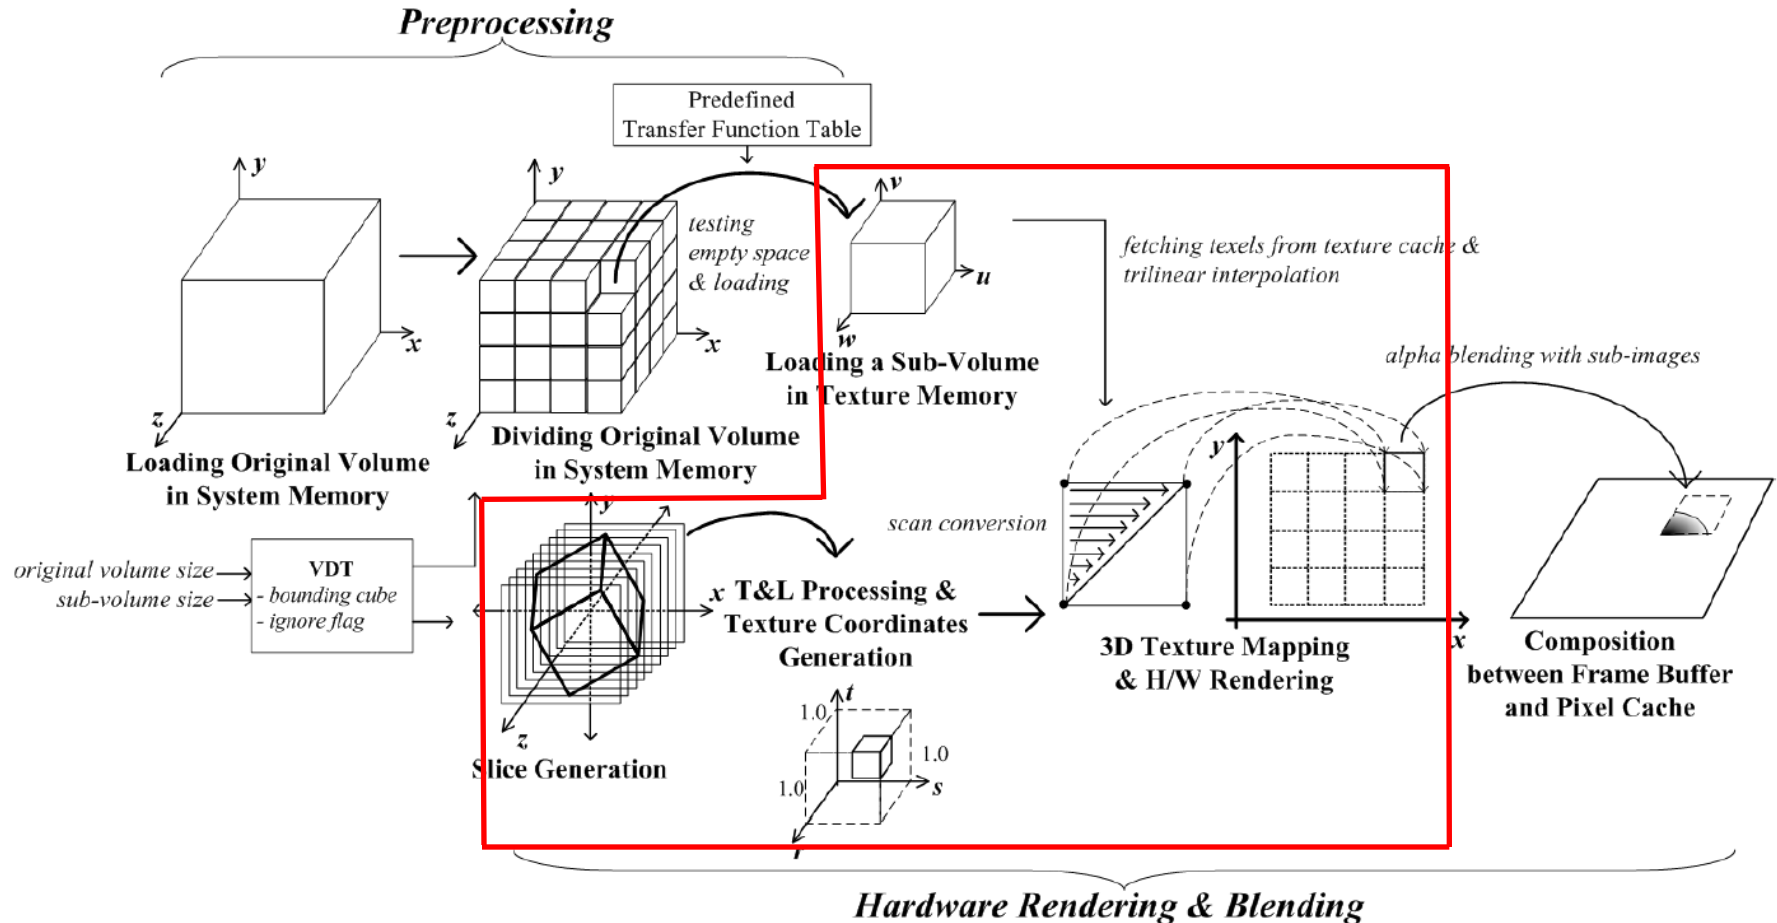 Preprocessing
Predefined
Transfer Function Table
y
y
v
testing
empty space
& loading
fetching texels from texture cache &
trilinear interpolation
u
x
x
w
Loading a Sub-Volume
in Texture Memory
alpha blending with sub-images
z
z
Dividing Original Volume
in System Memory
Loading Original Volume
in System Memory
y
y
scan conversion
original volume size
sub-volume size
VDT
- bounding cube
- ignore flag
x
T&L Processing &
Texture Coordinates
Generation
z
Slice Generation
3D Texture Mapping
& H/W Rendering
x
Composition
between Frame Buffer
and Pixel Cache
t
1.0
1.0
1.0
s
r
Hardware Rendering & Blending